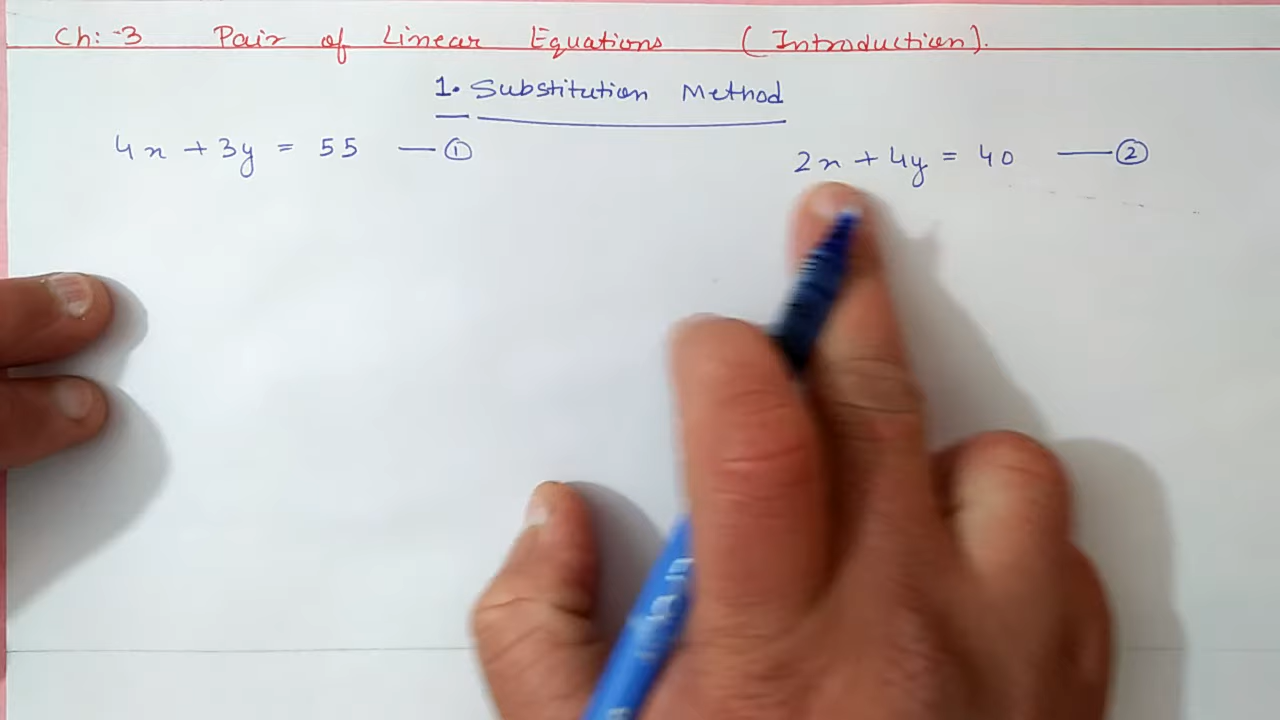 Ch:-3 Pair of Linear Equations (Introduction).
1. Substitution Method
4x + 3y = 55 —①
2x + 4y = 40 —②